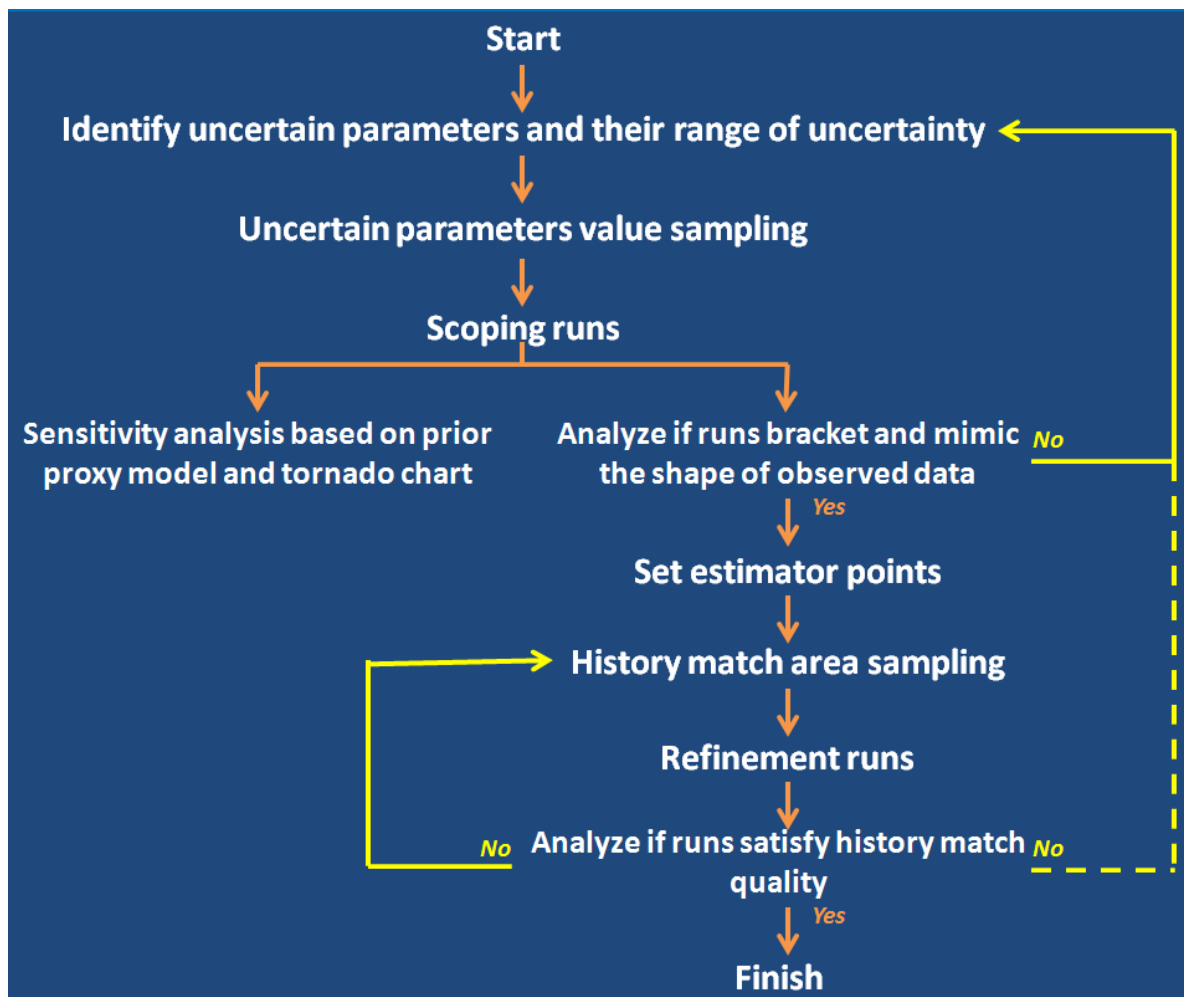 Start
Identify uncertain parameters and their range of uncertainty
Uncertain parameters value sampling
Scoping runs
Sensitivity analysis based on prior
proxy model and tornado chart
Analyze if runs bracket and mimic
the shape of observed data
No
Yes
Set estimator points
History match area sampling
Refinement runs
No
Analyze if runs satisfy history match
quality
No
Yes
Finish